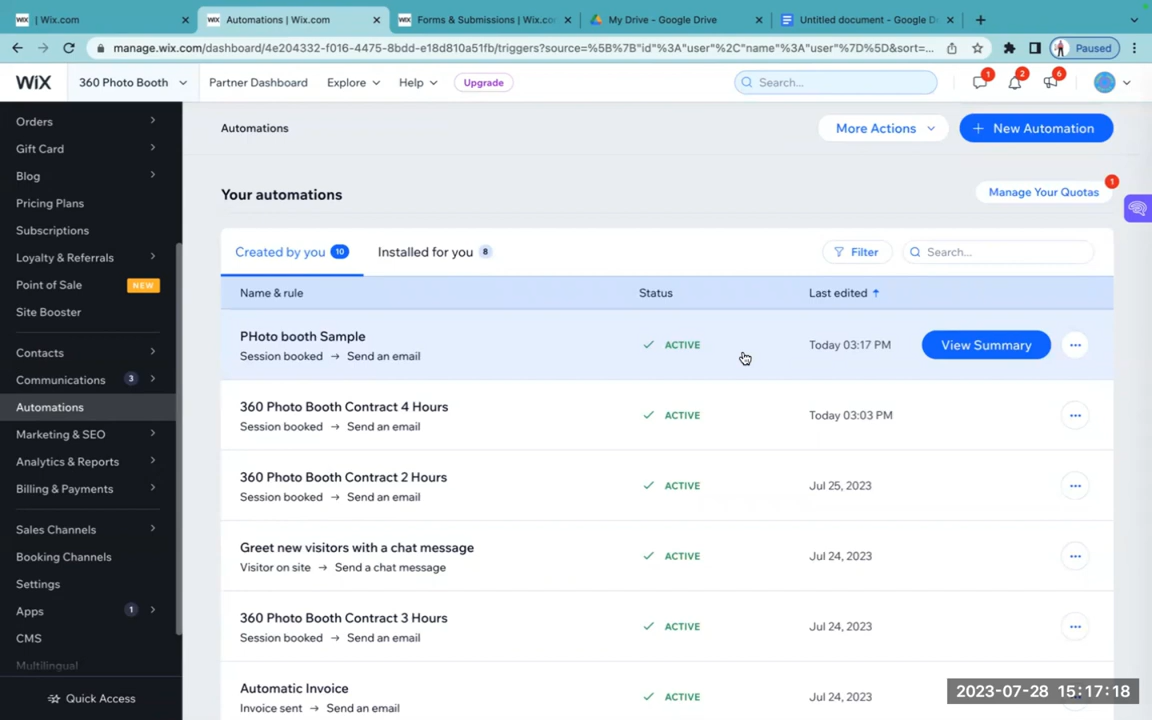 | Wix.com
Automations | Wix.com
Forms & Submissions | Wix.co
My Drive - Google Drive
Untitled document - Google D
manage.wix.com/dashboard/4e204332-f016-4475-8bdd-e18d810a51fb/triggers?source=%5B%7B"id"%3A"user"%2C"name"%3A"user"%7D%5D&sort=...
Paused
WiX
360 Photo Booth
Partner Dashboard
Explore
Help
Upgrade
Search...
1
2
6
Orders
Gift Card
Blog
Pricing Plans
Subscriptions
Loyalty & Referrals
Point of Sale
NEW
Site Booster
Contacts
Communications
3
Automations
Marketing & SEO
Analytics & Reports
Billing & Payments
Sales Channels
Booking Channels
Settings
Apps
1
CMS
Multilingual
Quick Access
Automations
More Actions
+ New Automation
Your automations
Manage Your Quotas
1
Created by you 10
Installed for you 8
Filter
Search...
Name & rule
Status
Last edited ↑
PHoto booth Sample
Session booked → Send an email
ACTIVE
Today 03:17 PM
View Summary
360 Photo Booth Contract 4 Hours
Session booked → Send an email
ACTIVE
Today 03:03 PM
360 Photo Booth Contract 2 Hours
Session booked → Send an email
ACTIVE
Jul 25, 2023
Greet new visitors with a chat message
Visitor on site → Send a chat message
ACTIVE
Jul 24, 2023
360 Photo Booth Contract 3 Hours
Session booked → Send an email
ACTIVE
Jul 24, 2023
Automatic Invoice
Invoice sent → Send an email
ACTIVE
Jul 24, 2023
2023-07-28 15:17:18